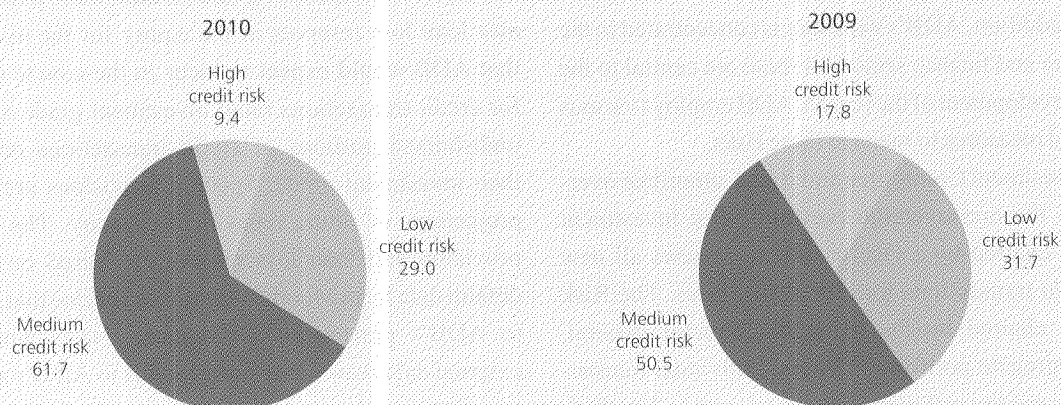 2010
High
credit risk
9.4
Low
credit risk
29.0
Medium
credit risk
61.7
2009
High
credit risk
17.8
Low
credit risk
31.7
Medium
credit risk
50.5